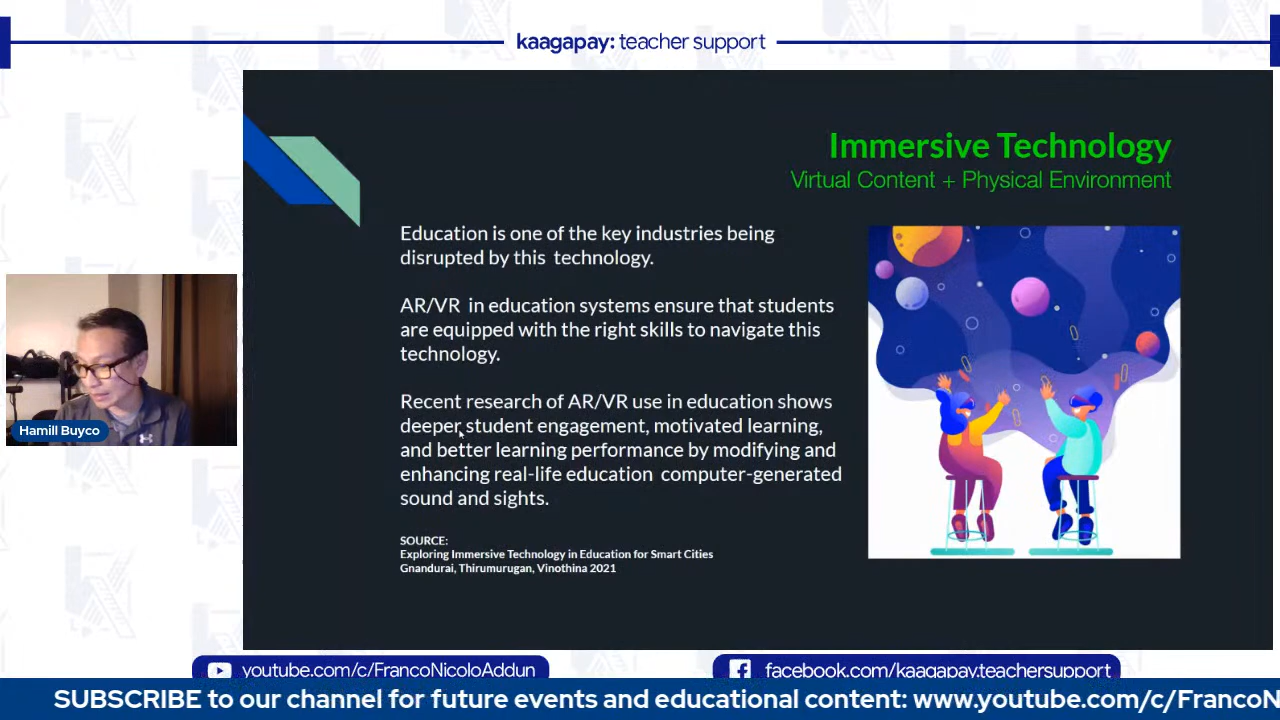 kaagapay: teacher support
Immersive Technology
Virtual Content + Physical Environment
Education is one of the key industries being
disrupted by this technology.
AR/VR in education systems ensure that students
are equipped with the right skills to navigate this
technology.
Recent research of AR/VR use in education shows
deeper student engagement, motivated learning,
and better learning performance by modifying and
enhancing real-life education computer-generated
sound and sights.
SOURCE:
Exploring Immersive Technology in Education for Smart Cities
Gnandurai, Thirumurugan, Vinothina 2021
Hamill Buyco
youtube.com/c/FrancoNicoloAddun
facebook.com/kaagapay.teachersupport
SUBSCRIBE to our channel for future events and educational content: www.youtube.com/c/FrancoN